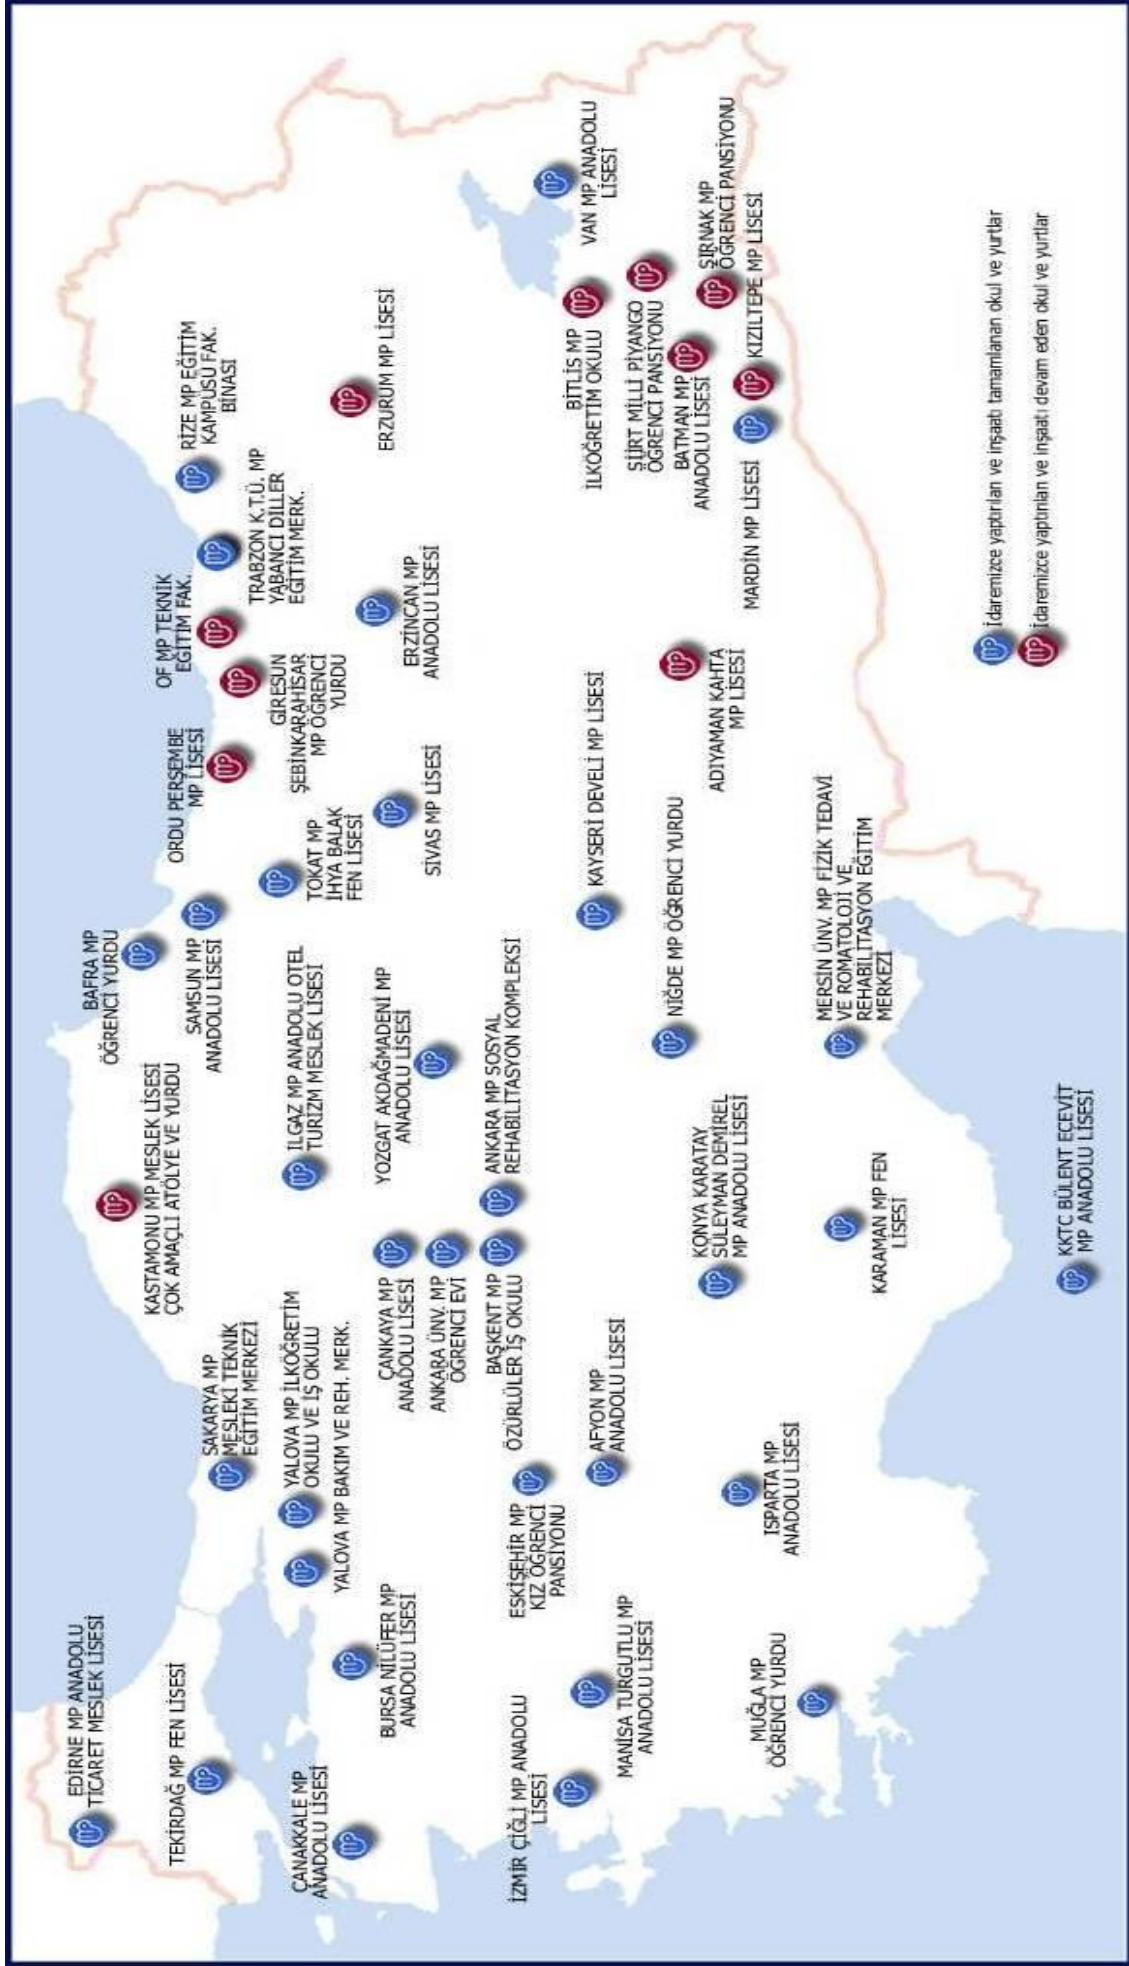 EDİRNE MP ANADOLU
TİCARET MESLEK LİSESİ
TEKİRDAĞ MP FEN LİSESİ
ÇANAKKALE MP
ANADOLU LİSESİ
BURSA NİLÜFER MP
ANADOLU LİSESİ
YALOVA MP BAKIM VE REH. MERK.
YALOVA MP İLKÖĞRETİM
OKULU VE İŞ OKULU
SAKARYA MP
MESLEKİ TEKNİK
EĞİTİM MERKEZİ
KASTAMONU MP MESLEK LİSESİ
ÇOK AMAÇLI ATÖLYE VE YURDU
BAFRA MP
ÖĞRENCİ YURDU
SAMSUN MP
ANADOLU LİSESİ
ILGAZ MP ANADOLU OTEL
TURİZM MESLEK LİSESİ
ORDU PERŞEMBE
MP LİSESİ
TOKAT MP
İHYA BALAK
FEN LİSESİ
GİRESUN
ŞEBİNKARAHİSAR
MP ÖĞRENCİ
YURDU
OF MP TEKNİK
EĞİTİM FAK.
TRABZON K.T.Ü. MP
YABANCI DİLLER
EĞİTİM MERK.
RİZE MP EĞİTİM
KAMPUSU FAK.
BİNASI
ERZURUM MP LİSESİ
ERZİNCAN MP
ANADOLU LİSESİ
SİVAS MP LİSESİ
YOZGAT AKDAĞMADENİ MP
ANADOLU LİSESİ
ÇANKAYA MP
ANADOLU LİSESİ
ANKARA ÜNV. MP
ÖĞRENCİ EVİ
BAŞKENT MP
ÖZÜRLÜLER İŞ OKULU
ANKARA MP SOSYAL
REHABİLİTASYON KOMPLEKSİ
ESKİŞEHİR MP
KIZ ÖĞRENCİ
PANSİYONU
AFYON MP
ANADOLU LİSESİ
İZMİR ÇİĞLİ MP ANADOLU
LİSESİ
MANİSA TURGUTLU MP
ANADOLU LİSESİ
MUĞLA MP
ÖĞRENCİ YURDU
ISPARTA MP
ANADOLU LİSESİ
KONYA KARATAY
SÜLEYMAN DEMİREL
MP ANADOLU LİSESİ
KARAMAN MP FEN
LİSESİ
NİĞDE MP ÖĞRENCİ YURDU
KAYSERİ DEVELİ MP LİSESİ
MERSİN ÜNV. MP FİZİK TEDAVİ
VE ROMATOLOJİ VE
REHABİLİTASYON EĞİTİM
MERKEZİ
ADIYAMAN KAHTA
MP LİSESİ
VAN MP ANADOLU
LİSESİ
BİTLİS MP
İLKÖĞRETİM OKULU
SİİRT MİLLİ PİYANGO
ÖĞRENCİ PANSİYONU
BATMAN MP
ANADOLU LİSESİ
ŞIRNAK MP
ÖĞRENCİ PANSİYONU
KIZILTEPE MP LİSESİ
MARDİN MP LİSESİ
KKTC BÜLENT ECEVİT
MP ANADOLU LİSESİ
İdaremizce yaptırılan ve inşaatı tamamlanan okul ve yurtlar
İdaremizce yaptırılan ve inşaatı devam eden okul ve yurtlar